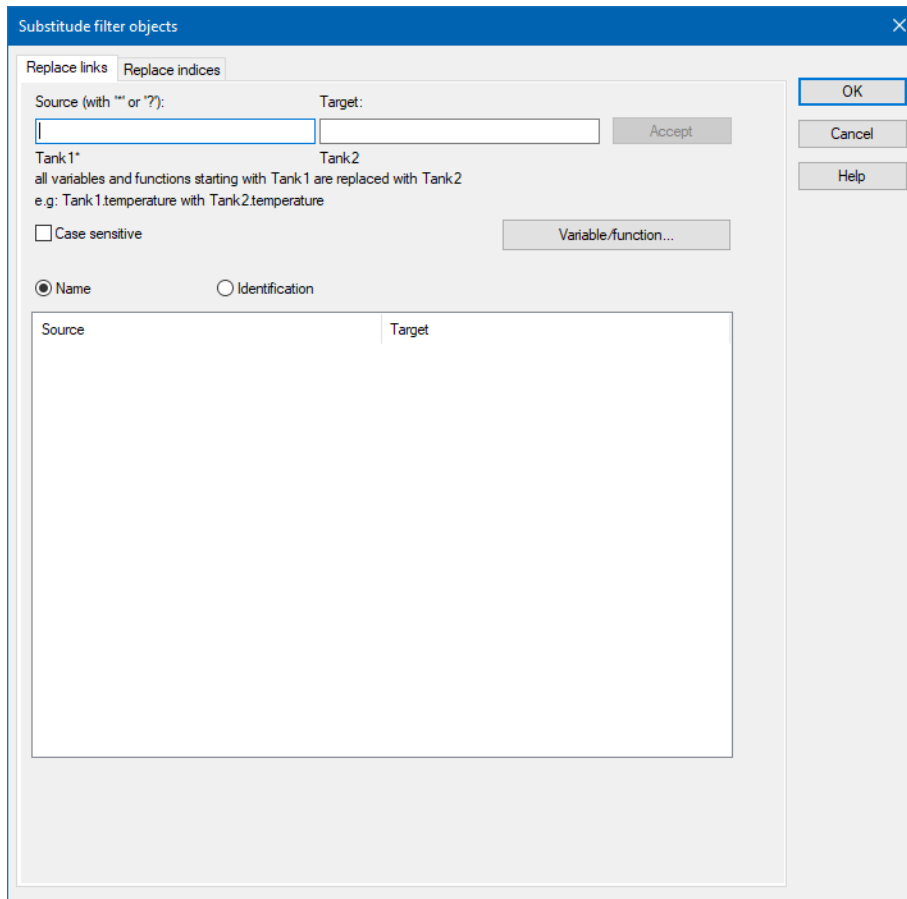 Substitude filter objects
Replace links Replace indices
Source (with '*' or '?'): Target:
OK
Accept
Cancel
Tank1* Tank2
all variables and functions starting with Tank1 are replaced with Tank2
Help
e.g: Tank1.temperature with Tank2.temperature
Case sensitive Variable/function...
Name Identification
Source Target